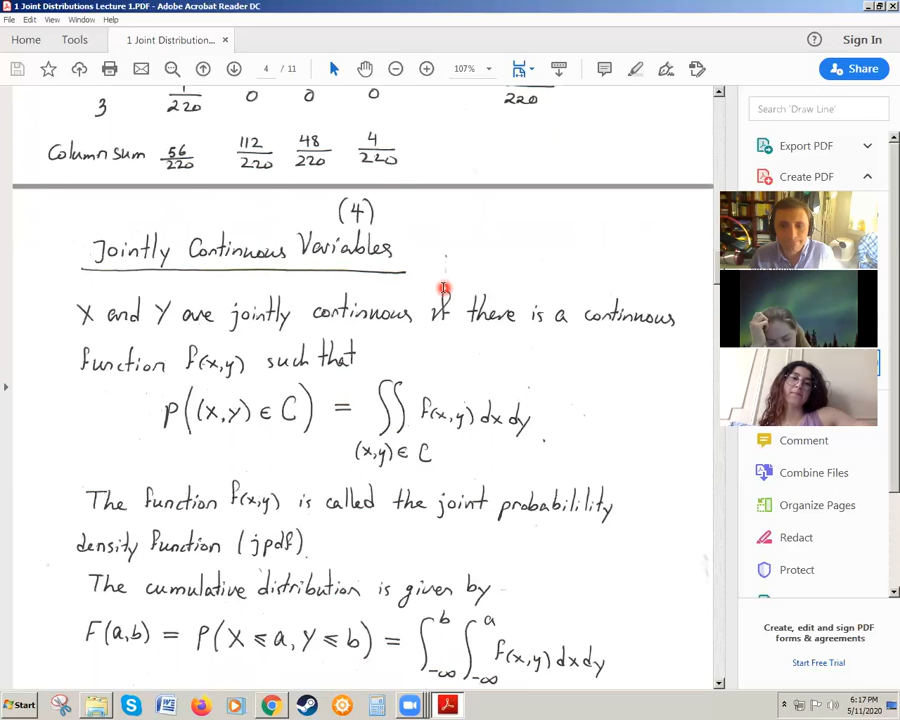 1 Joint Distributions Lecture 1.PDF - Adobe Acrobat Reader DC
File Edit View Window Help
Home Tools 1 Joint Distribution... × Sign In
4 / 11 107% Share
3 1/220 0 0 0 220
Column sum 56/220 112/220 48/220 4/220
(4)
Jointly Continuous Variables
X and Y are jointly continuous if there is a continuous
function f(x,y) such that
P((x,y) ∈ C) = ∬ f(x,y) dx dy.
(x,y) ∈ C
The function f(x,y) is called the joint probabilility
density function (jpdf).
The cumulative distribution is given by
F(a,b) = P(X ≤ a, Y ≤ b) = ∫_{-∞}^{b} ∫_{-∞}^{a} f(x,y) dx dy
Search 'Draw Line'
Export PDF
Create PDF
Comment
Combine Files
Organize Pages
Redact
Protect
Create, edit and sign PDF
forms & agreements
Start Free Trial
Start
6:17 PM
5/11/2020